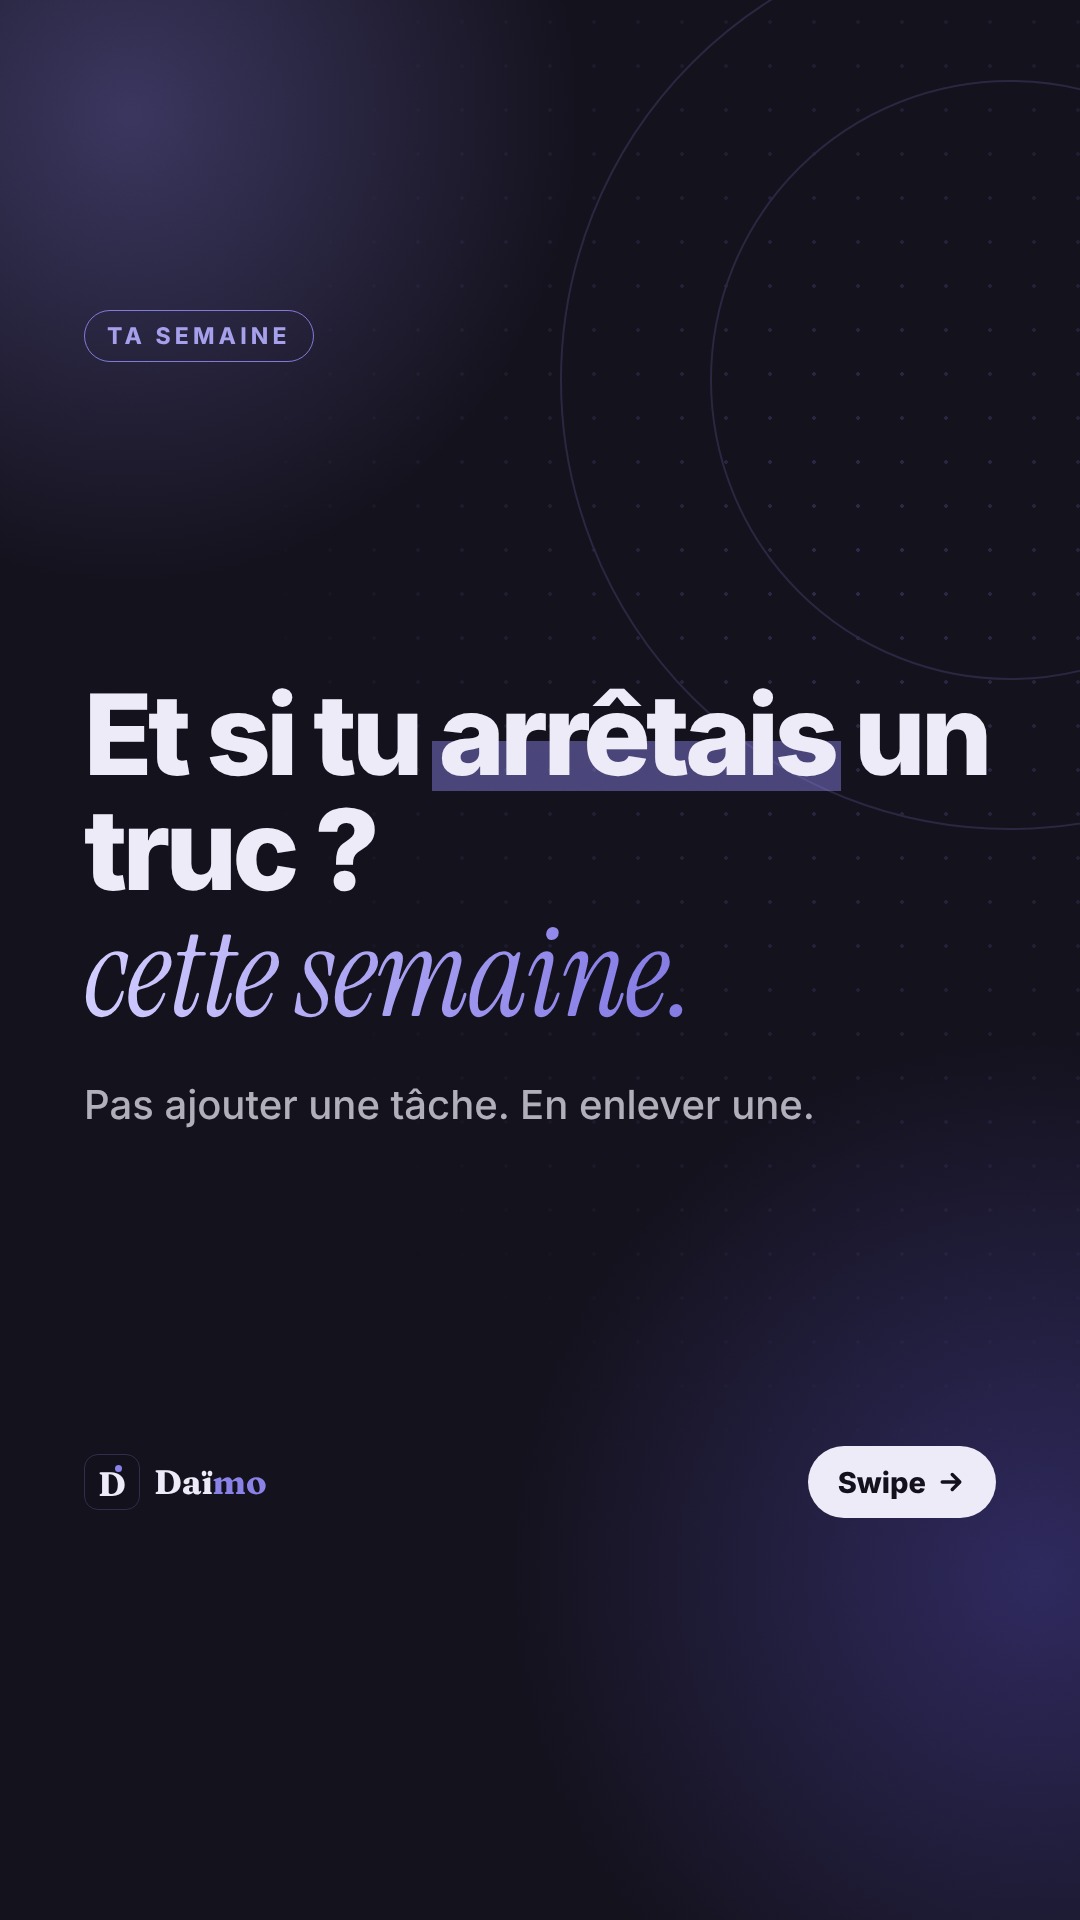 TA SEMAINE
Et si tu arrêtais un
truc ?
cette semaine.
Pas ajouter une tâche. En enlever une.
D Daïmo
Swipe →